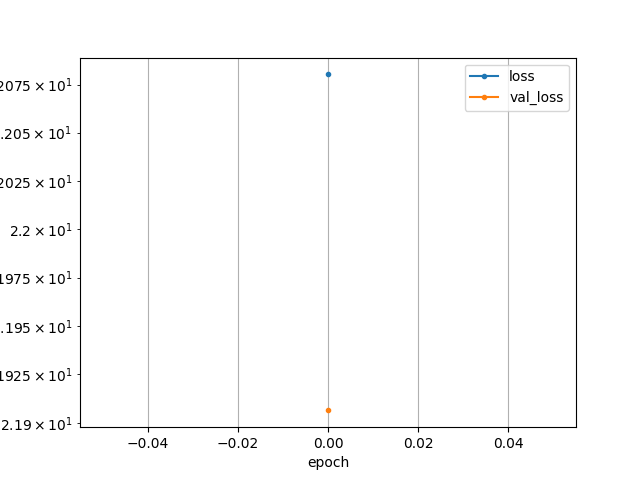 loss
val_loss
2075 × 10¹
.205 × 10¹
2025 × 10¹
2.2 × 10¹
1975 × 10¹
.195 × 10¹
1925 × 10¹
2.19 × 10¹
−0.04 −0.02 0.00 0.02 0.04
epoch